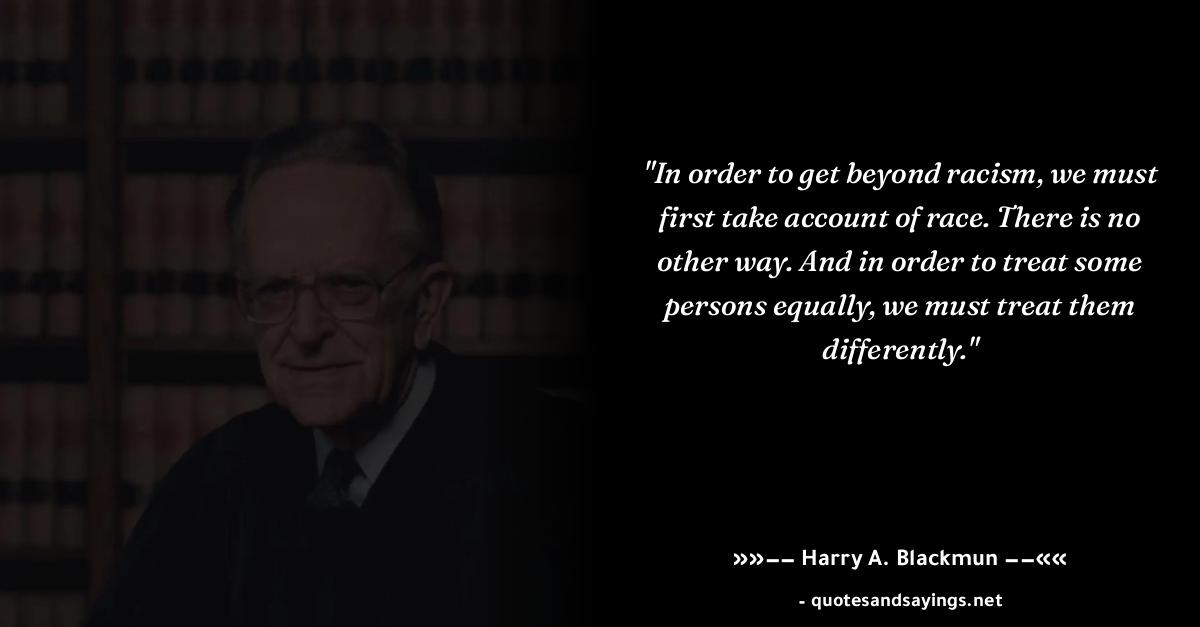 "In order to get beyond racism, we must
first take account of race. There is no
other way. And in order to treat some
persons equally, we must treat them
differently."
»»–– Harry A. Blackmun ––««
- quotesandsayings.net